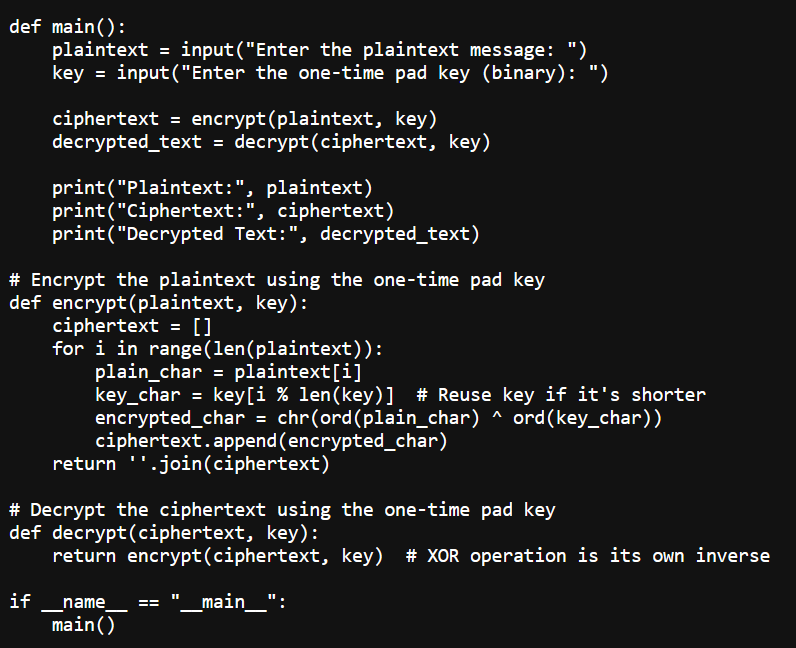 def main():
    plaintext = input("Enter the plaintext message: ")
    key = input("Enter the one-time pad key (binary): ")

    ciphertext = encrypt(plaintext, key)
    decrypted_text = decrypt(ciphertext, key)

    print("Plaintext:", plaintext)
    print("Ciphertext:", ciphertext)
    print("Decrypted Text:", decrypted_text)

# Encrypt the plaintext using the one-time pad key
def encrypt(plaintext, key):
    ciphertext = []
    for i in range(len(plaintext)):
        plain_char = plaintext[i]
        key_char = key[i % len(key)]  # Reuse key if it's shorter
        encrypted_char = chr(ord(plain_char) ^ ord(key_char))
        ciphertext.append(encrypted_char)
    return ''.join(ciphertext)

# Decrypt the ciphertext using the one-time pad key
def decrypt(ciphertext, key):
    return encrypt(ciphertext, key)  # XOR operation is its own inverse

if __name__ == "__main__":
    main()